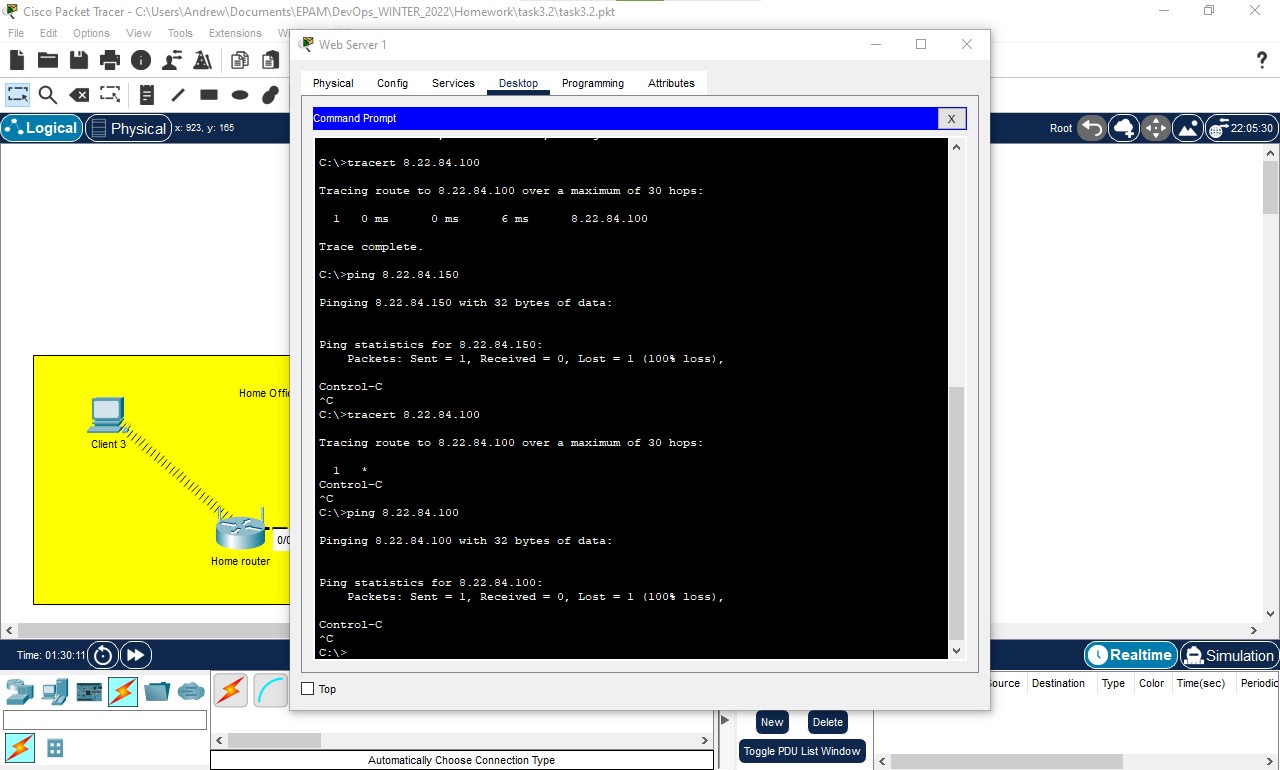 Cisco Packet Tracer - C:\Users\Andrew\Documents\EPAM\DevOps_WINTER_2022\Homework\task3.2\task3.2.pkt
File Edit Options View Tools Extensions
Web Server 1
Physical Config Services Desktop Programming Attributes
Logical Physical x: 923, y: 165
Root 22:05:30
Command Prompt X
C:\>tracert 8.22.84.100
Tracing route to 8.22.84.100 over a maximum of 30 hops:
1 0 ms 0 ms 6 ms 8.22.84.100
Trace complete.
C:\>ping 8.22.84.150
Pinging 8.22.84.150 with 32 bytes of data:
Ping statistics for 8.22.84.150:
Packets: Sent = 1, Received = 0, Lost = 1 (100% loss),
Control-C
^C
C:\>tracert 8.22.84.100
Tracing route to 8.22.84.100 over a maximum of 30 hops:
1 *
Control-C
^C
C:\>ping 8.22.84.100
Pinging 8.22.84.100 with 32 bytes of data:
Ping statistics for 8.22.84.100:
Packets: Sent = 1, Received = 0, Lost = 1 (100% loss),
Control-C
^C
C:\>
Home Offic
Client 3
0/0
Home router
Time: 01:30:11
Realtime Simulation
Top
ource Destination Type Color Time(sec) Periodic
New Delete
Toggle PDU List Window
Automatically Choose Connection Type